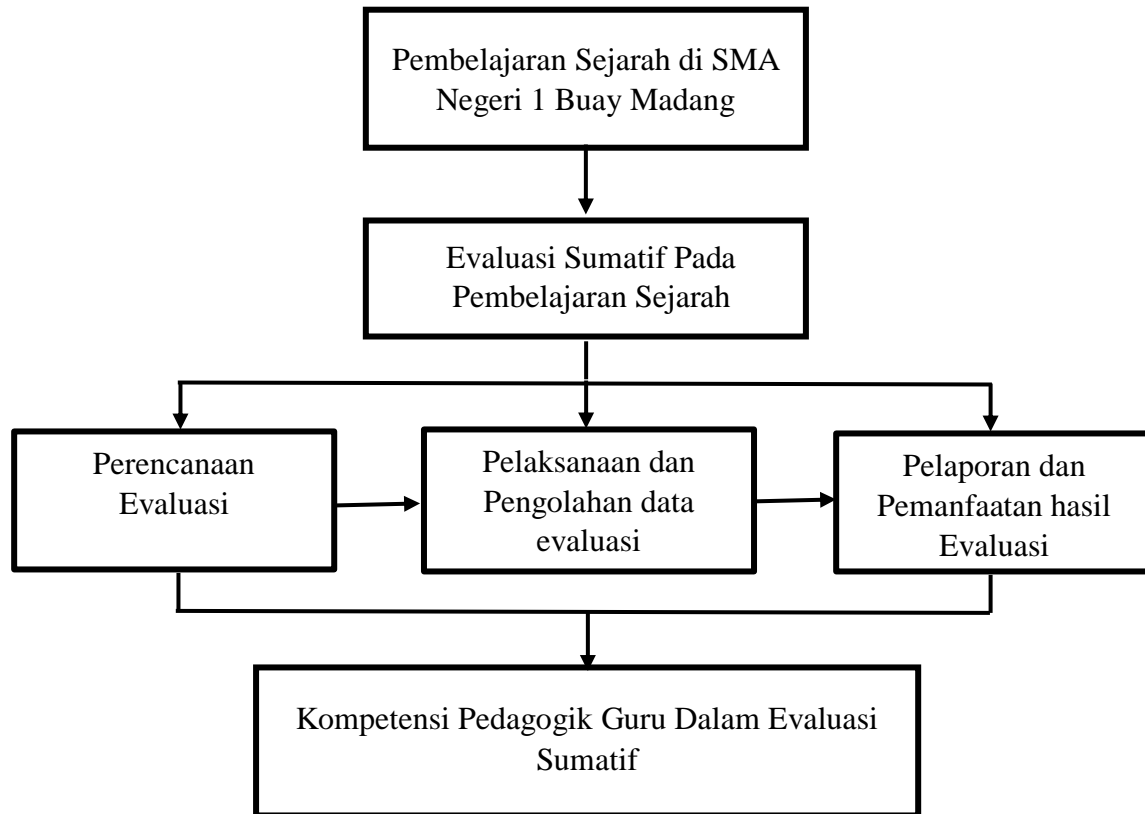 Pembelajaran Sejarah di SMA
Negeri 1 Buay Madang
Evaluasi Sumatif Pada
Pembelajaran Sejarah
Perencanaan
Evaluasi
Pelaksanaan dan
Pengolahan data
evaluasi
Pelaporan dan
Pemanfaatan hasil
Evaluasi
Kompetensi Pedagogik Guru Dalam Evaluasi
Sumatif